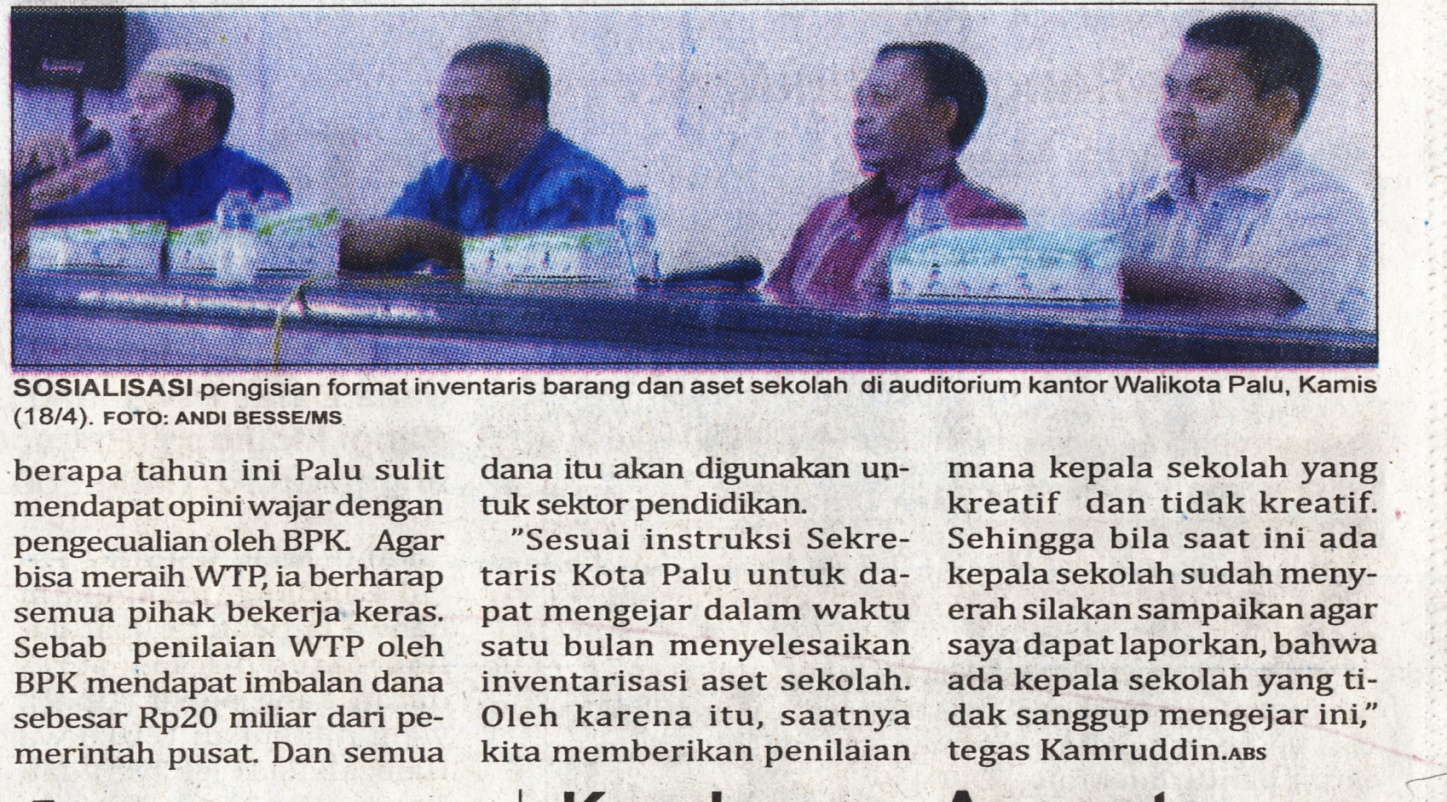 SOSIALISASI pengisian format inventaris barang dan aset sekolah di auditorium kantor Walikota Palu, Kamis
(18/4). FOTO: ANDI BESSE/MS
berapa tahun ini Palu sulit
mendapat opini wajar dengan
pengecualian oleh BPK. Agar
bisa meraih WTP, ia berharap
semua pihak bekerja keras.
Sebab penilaian WTP oleh
BPK mendapat imbalan dana
sebesar Rp20 miliar dari pe-
merintah pusat. Dan semua
dana itu akan digunakan un-
tuk sektor pendidikan.
"Sesuai instruksi Sekre-
taris Kota Palu untuk da-
pat mengejar dalam waktu
satu bulan menyelesaikan
inventarisasi aset sekolah.
Oleh karena itu, saatnya
kita memberikan penilaian
mana kepala sekolah yang
kreatif dan tidak kreatif.
Sehingga bila saat ini ada
kepala sekolah sudah meny-
erah silakan sampaikan agar
saya dapat laporkan, bahwa
ada kepala sekolah yang ti-
dak sanggup mengejar ini,"
tegas Kamruddin.ABS